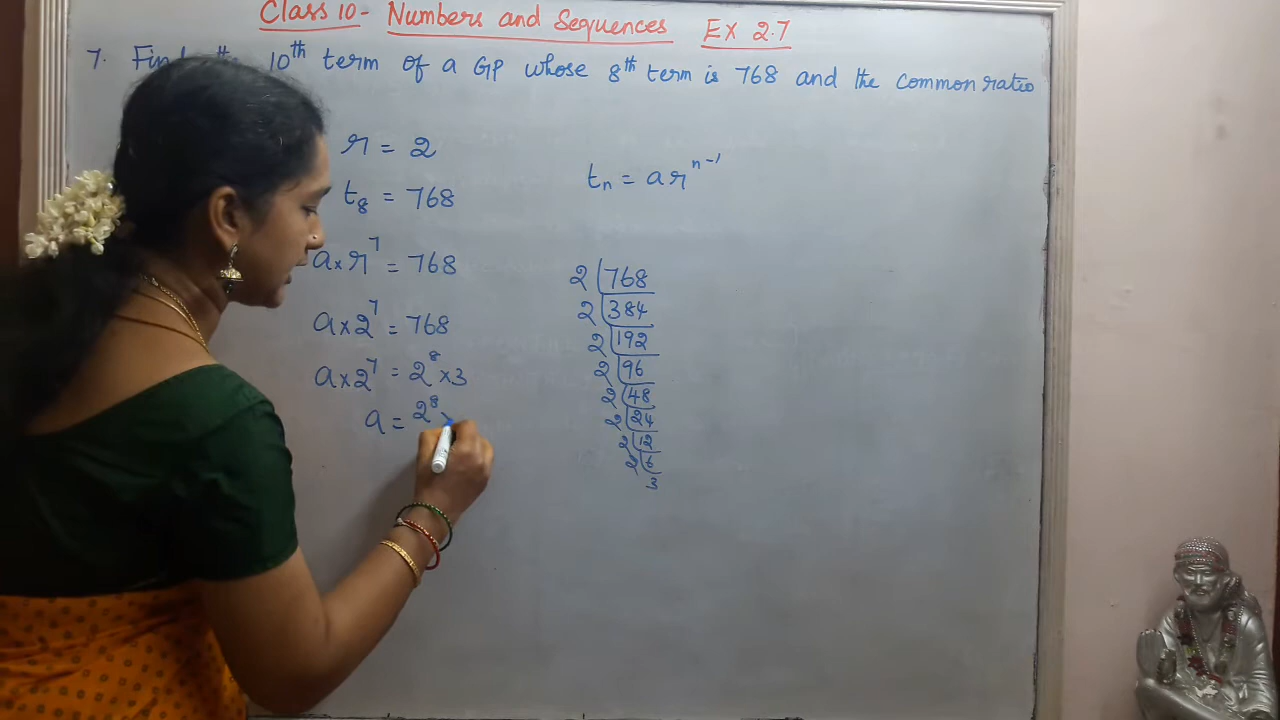 Class 10 - Numbers and Sequences EX 2.7
7. Find the 10th term of a GP whose 8th term is 768 and the common ratio
r = 2
t₈ = 768
a × r⁷ = 768
a × 2⁷ = 768
a × 2⁷ = 2⁸ × 3
a = 2⁸
tₙ = arⁿ⁻¹
2 | 768
2 | 384
2 | 192
2 | 96
2 | 48
2 | 24
2 | 12
2 | 6
3